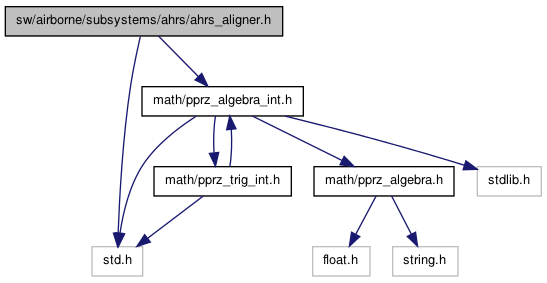 sw/airborne/subsystems/ahrs/ahrs_aligner.h
math/pprz_algebra_int.h
math/pprz_trig_int.h
math/pprz_algebra.h
stdlib.h
std.h
float.h
string.h